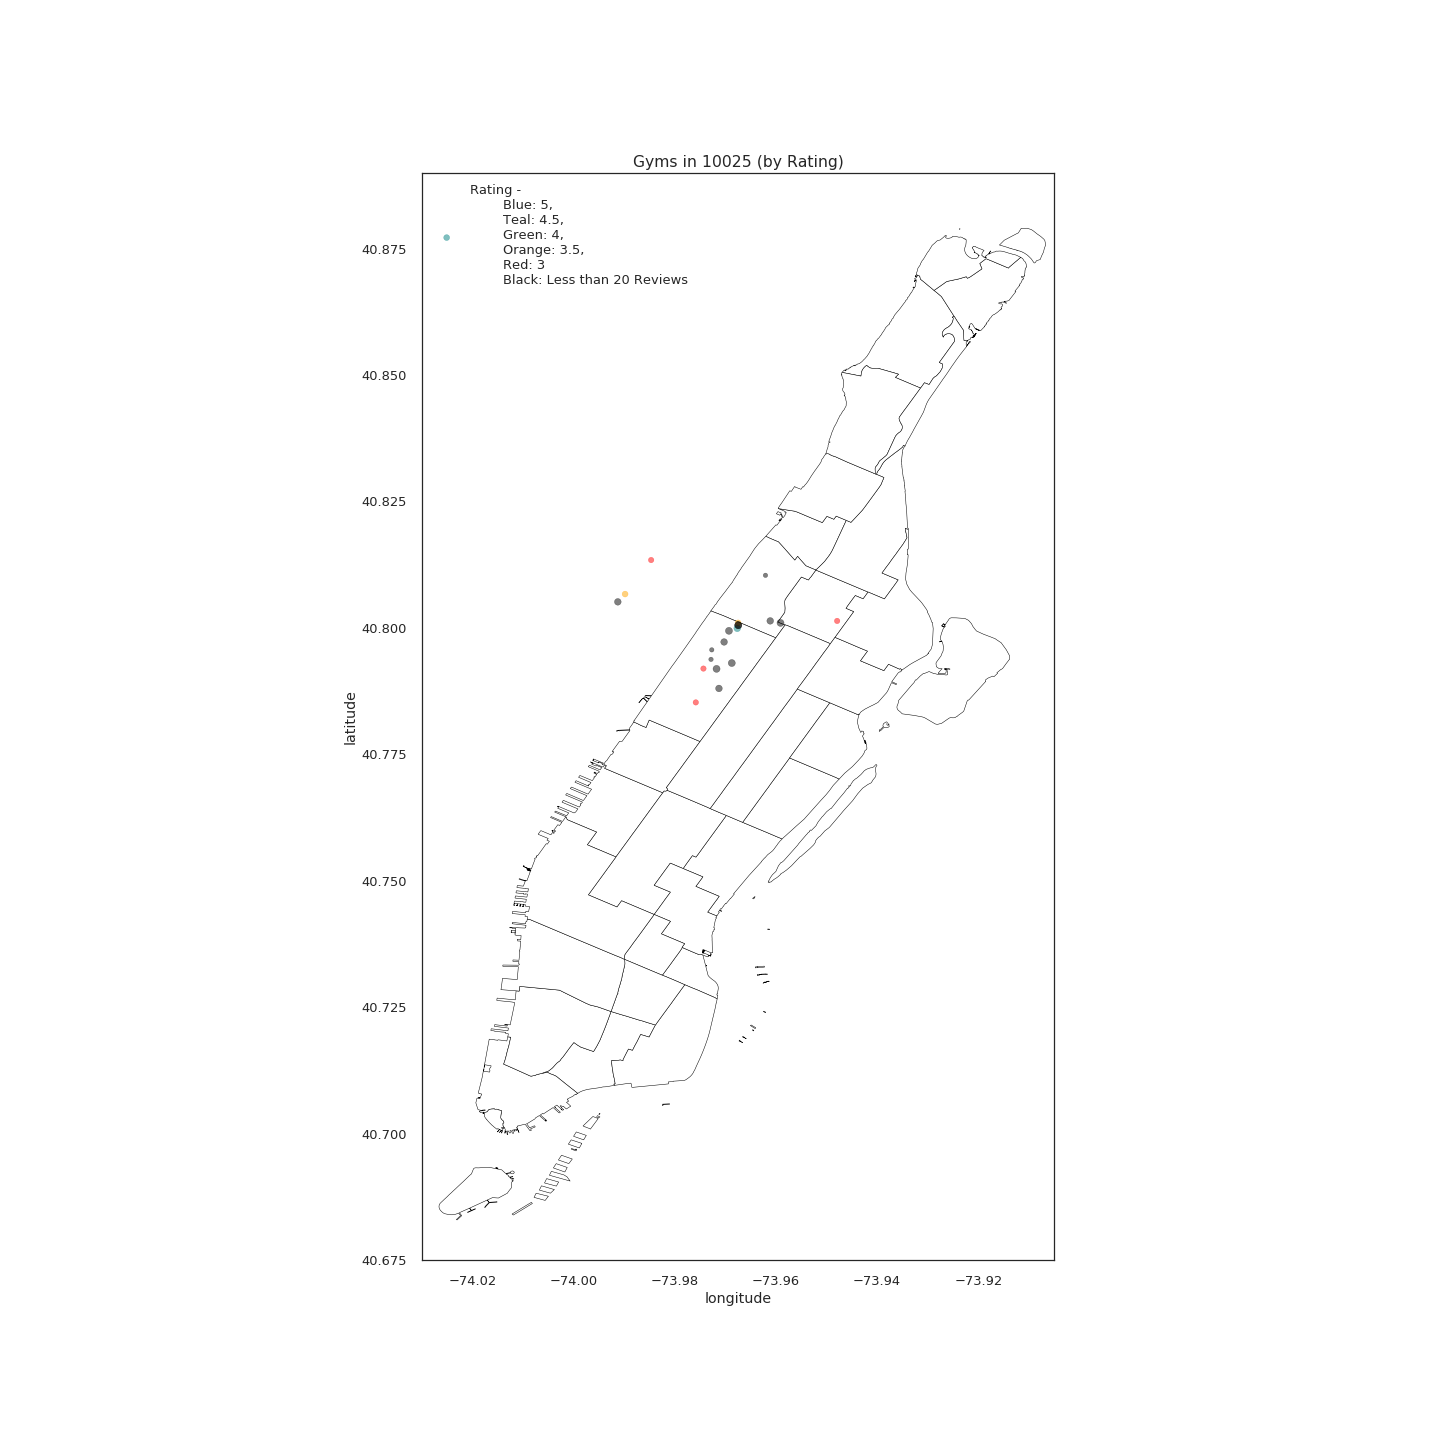 Gyms in 10025 (by Rating)
Rating -
Blue: 5,
Teal: 4.5,
Green: 4,
Orange: 3.5,
Red: 3
Black: Less than 20 Reviews
40.875
40.850
40.825
40.800
40.775
40.750
40.725
40.700
40.675
latitude
−74.02 −74.00 −73.98 −73.96 −73.94 −73.92
longitude